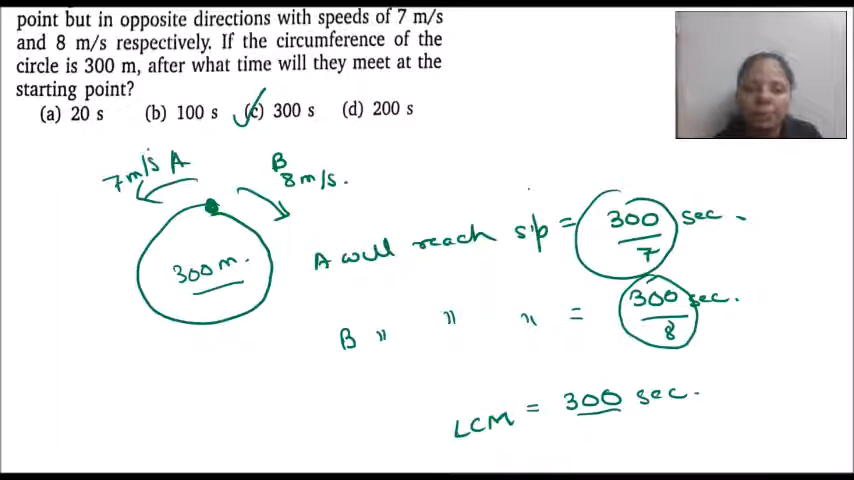 point but in opposite directions with speeds of 7 m/s
and 8 m/s respectively. If the circumference of the
circle is 300 m, after what time will they meet at the
starting point?
(a) 20 s (b) 100 s (c) 300 s (d) 200 s
7m/s A
B
8m/s.
300m.
A will reach s/p = 300/7 sec.
B " " " = 300/8 sec.
LCM = 300 sec.